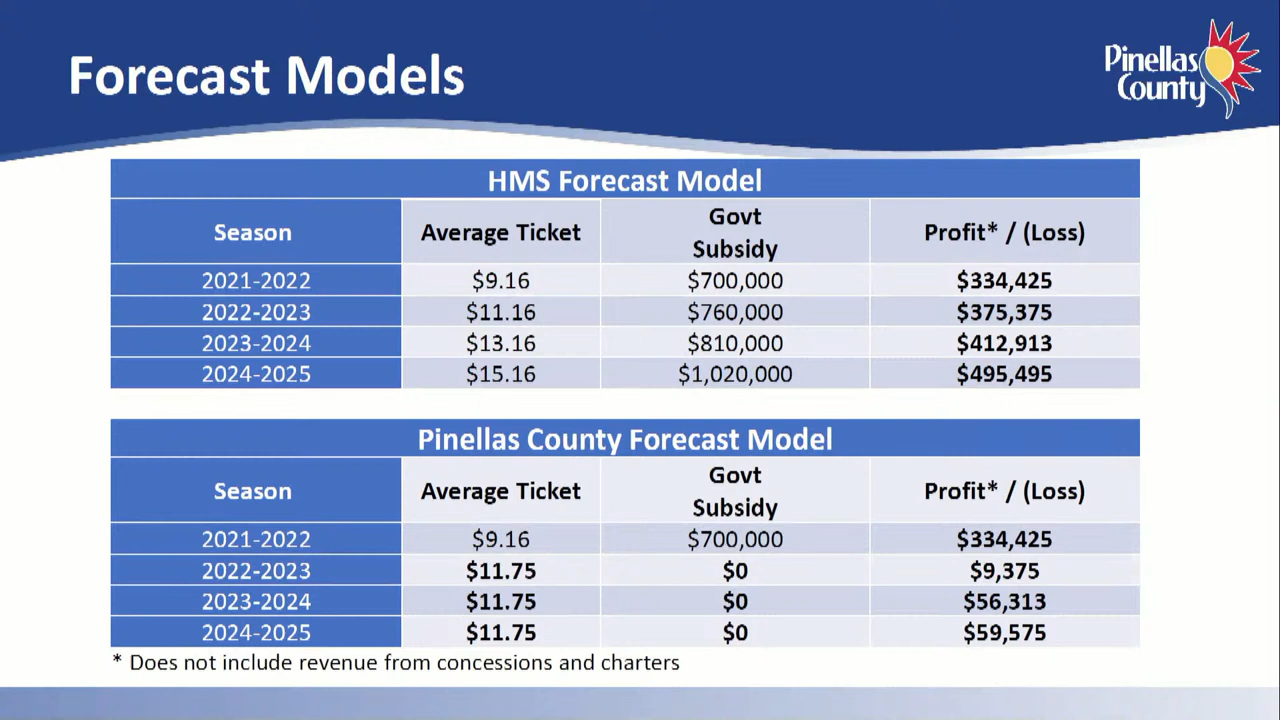 Forecast Models
Pinellas
County
HMS Forecast Model
Season Average Ticket Govt Subsidy Profit* / (Loss)
2021-2022 $9.16 $700,000 $334,425
2022-2023 $11.16 $760,000 $375,375
2023-2024 $13.16 $810,000 $412,913
2024-2025 $15.16 $1,020,000 $495,495
Pinellas County Forecast Model
Season Average Ticket Govt Subsidy Profit* / (Loss)
2021-2022 $9.16 $700,000 $334,425
2022-2023 $11.75 $0 $9,375
2023-2024 $11.75 $0 $56,313
2024-2025 $11.75 $0 $59,575
* Does not include revenue from concessions and charters